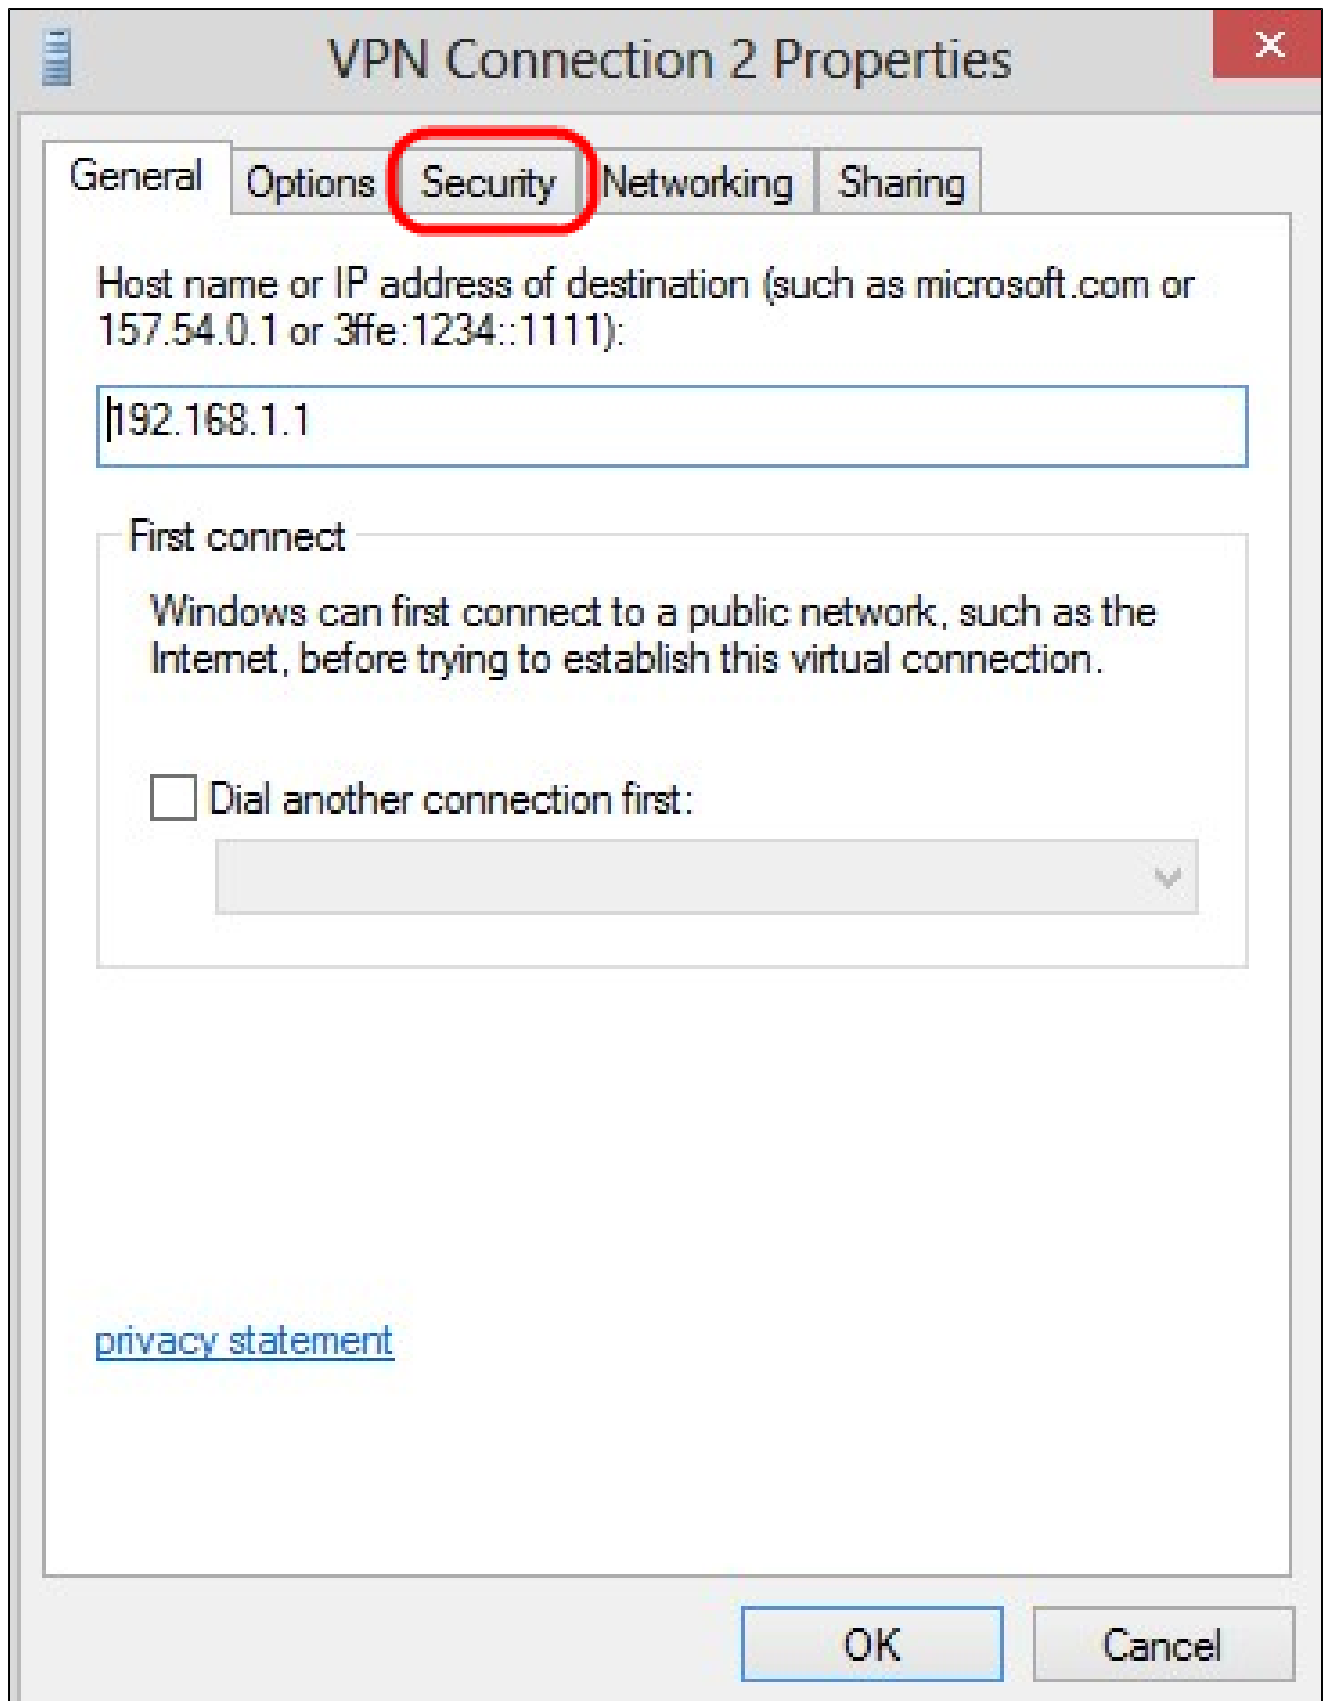 VPN Connection 2 Properties
General
Options
Security
Networking
Sharing
Host name or IP address of destination (such as microsoft.com or
157.54.0.1 or 3ffe:1234::1111):
192.168.1.1
First connect
Windows can first connect to a public network, such as the
Internet, before trying to establish this virtual connection.
Dial another connection first:
privacy statement
OK
Cancel